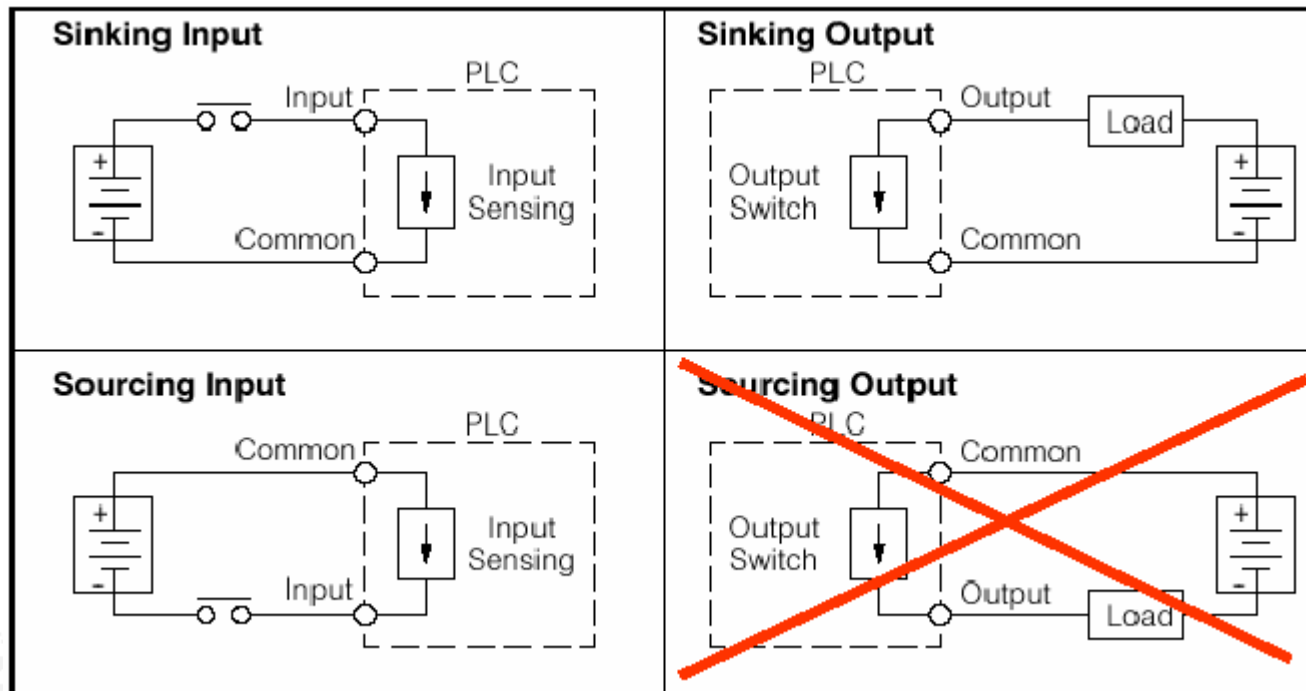 Sinking Input
PLC
Input
+
Input
Sensing
-
Common
Sinking Output
PLC
Output
Load
+
Output
Switch
-
Common
Sourcing Input
PLC
Common
+
Input
Sensing
-
Input
Sourcing Output
PLC
Common
+
Output
Switch
-
Output
Load